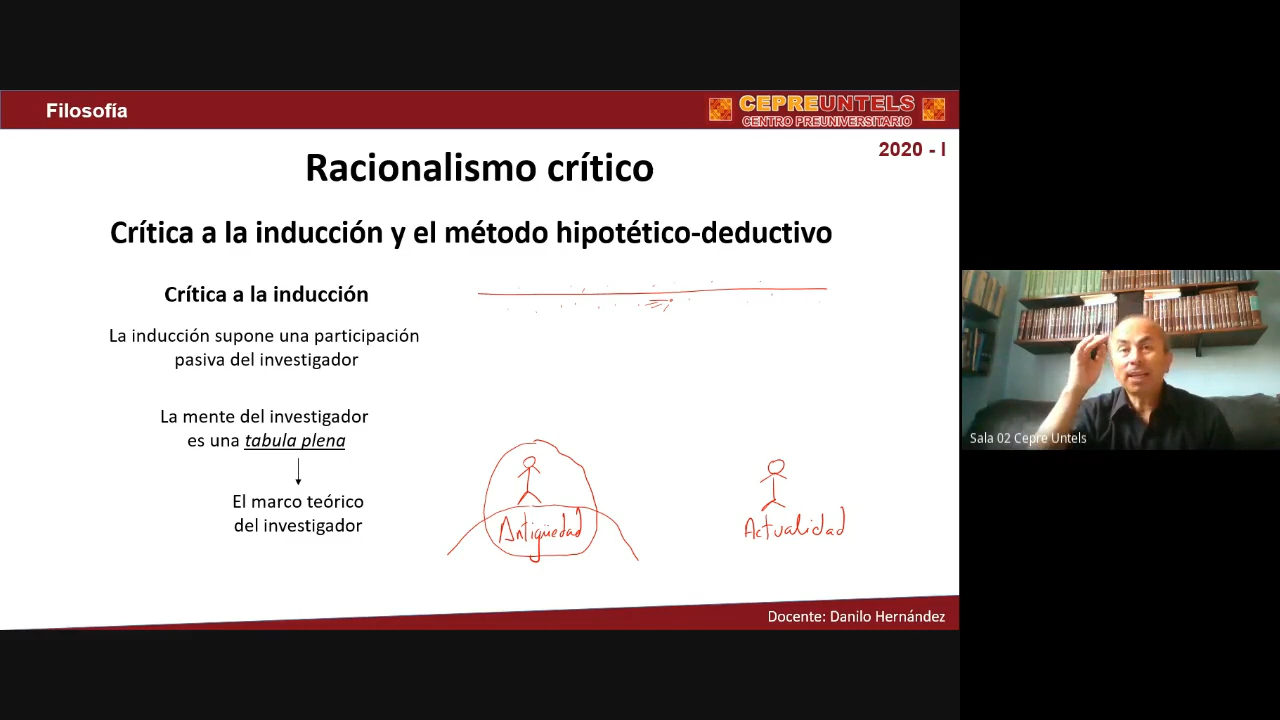 Filosofía
CEPREUNTELS
CENTRO PREUNIVERSITARIO
2020 - I
Racionalismo crítico
Crítica a la inducción y el método hipotético-deductivo
Crítica a la inducción
La inducción supone una participación
pasiva del investigador
La mente del investigador
es una tabula plena
El marco teórico
del investigador
Antigüedad
Actualidad
Docente: Danilo Hernández
Sala 02 Cepre Untels